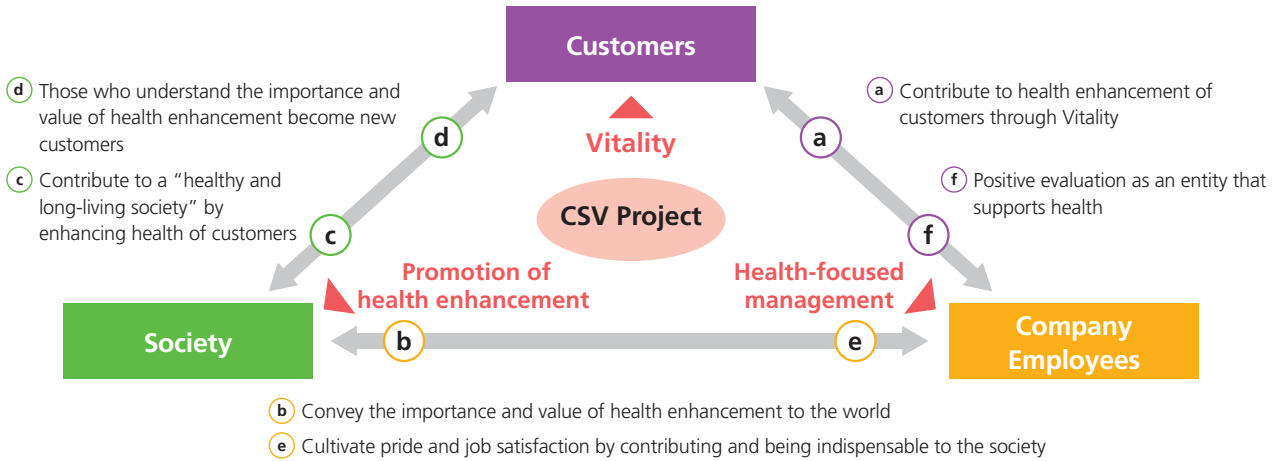 Customers
d Those who understand the importance and
value of health enhancement become new
customers
c Contribute to a “healthy and
long-living society” by
enhancing health of customers
d
c
Vitality
CSV Project
a
f
a Contribute to health enhancement of
customers through Vitality
f Positive evaluation as an entity that
supports health
Promotion of
health enhancement
Health-focused
management
Society
b
e
Company
Employees
b Convey the importance and value of health enhancement to the world
e Cultivate pride and job satisfaction by contributing and being indispensable to the society